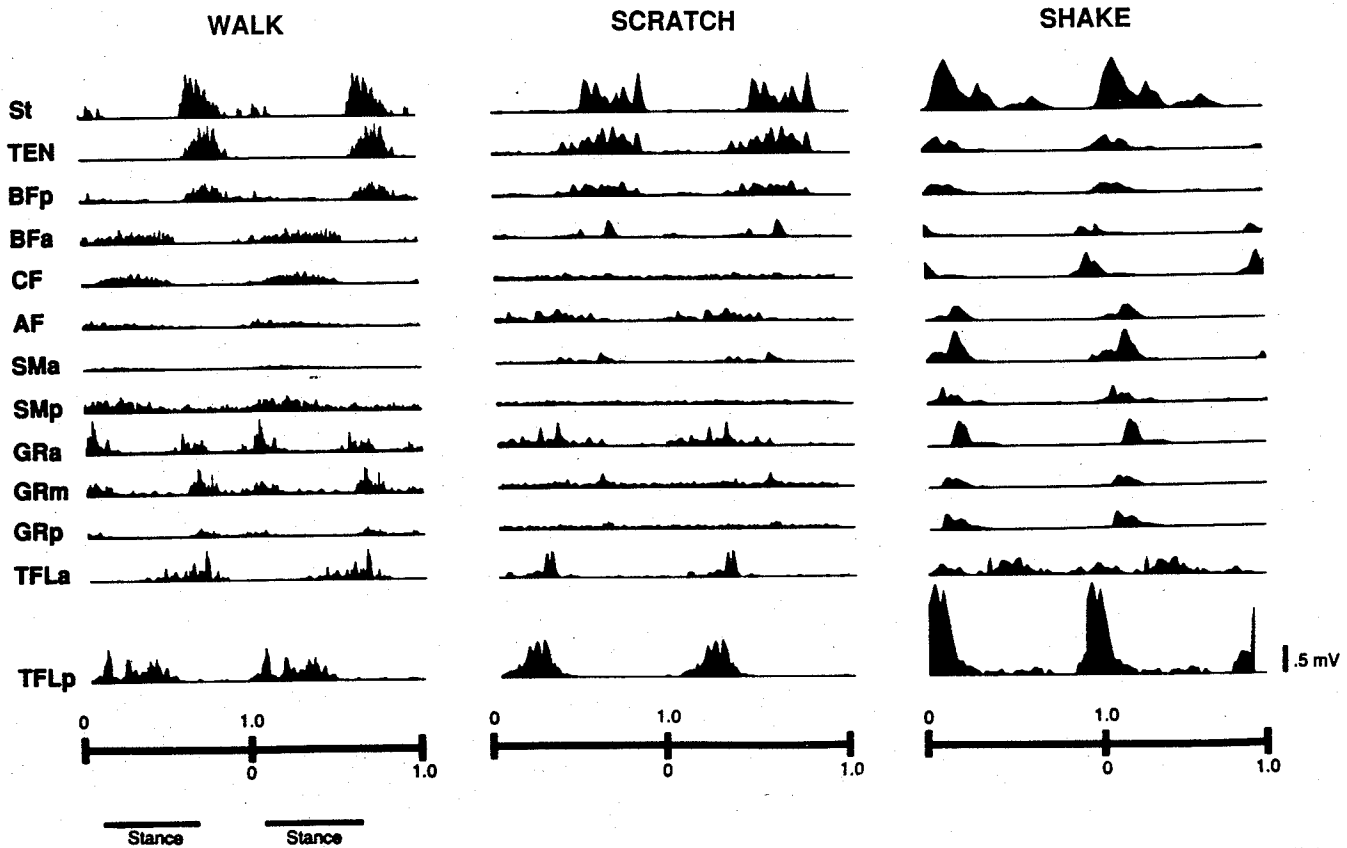 WALK SCRATCH SHAKE
St
TEN
BFp
BFa
CF
AF
SMa
SMp
GRa
GRm
GRp
TFLa
TFLp
.5 mV
0 1.0 0 1.0 0 1.0
0 1.0 0 1.0 0 1.0
Stance Stance